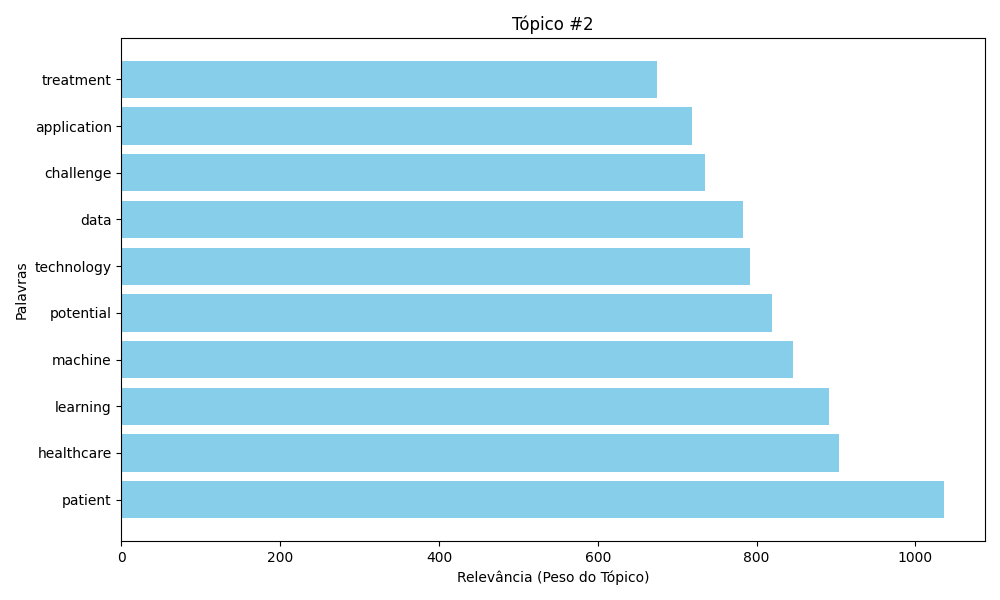 Tópico #2
Palavras
treatment
application
challenge
data
technology
potential
machine
learning
healthcare
patient
0 200 400 600 800 1000
Relevância (Peso do Tópico)